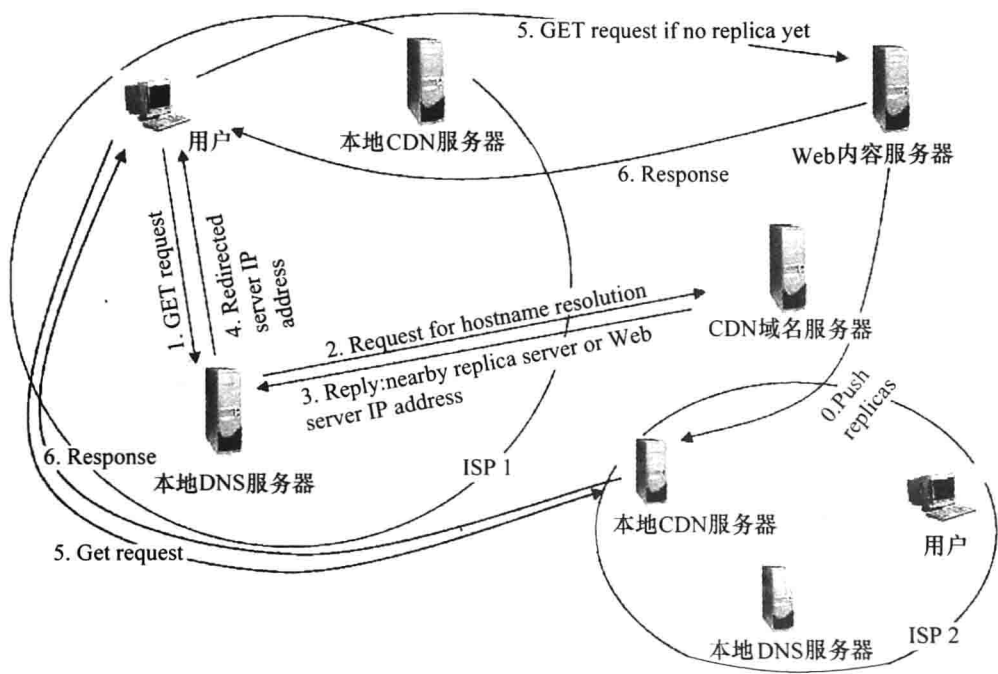 5. GET request if no replica yet
用户
本地CDN服务器
Web内容服务器
6. Response
1. GET request
4. Redirected
server IP
address
2. Request for hostname resolution
CDN域名服务器
3. Reply:nearby replica server or Web
server IP address
0.Push
replicas
6. Response
本地DNS服务器
ISP 1
本地CDN服务器
用户
5. Get request
本地DNS服务器
ISP 2